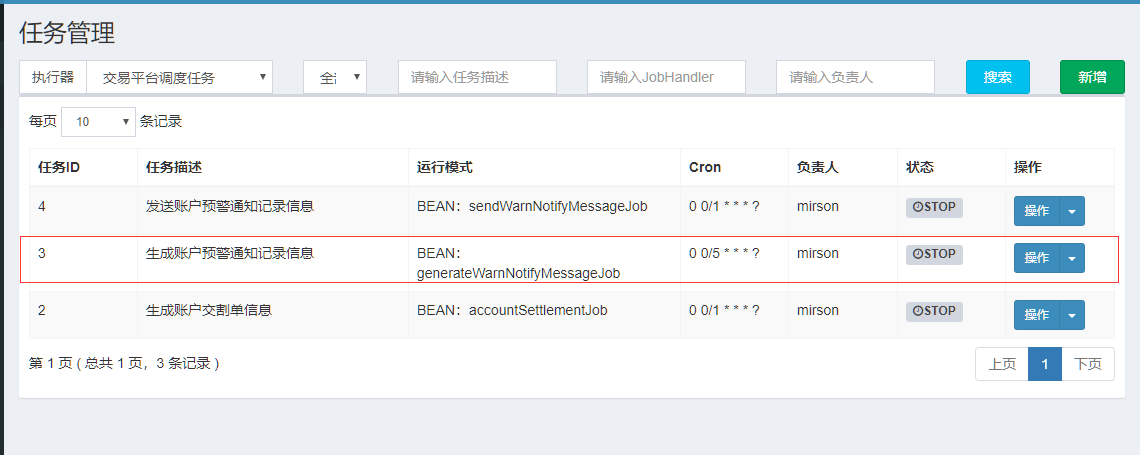 任务管理
执行器 交易平台调度任务 请输入任务描述 请输入JobHandler 请输入负责人 搜索 新增
每页 10 条记录
任务ID 任务描述 运行模式 Cron 负责人 状态 操作
4 发送账户预警通知记录信息 BEAN：sendWarnNotifyMessageJob 0 0/1 * * * ? mirson STOP 操作
3 生成账户预警通知记录信息 BEAN： 0 0/5 * * * ? mirson STOP 操作
generateWarnNotifyMessageJob
2 生成账户交割单信息 BEAN：accountSettlementJob 0 0/1 * * * ? mirson STOP 操作
第 1 页 ( 总共 1 页，3 条记录 ) 上页 1 下页